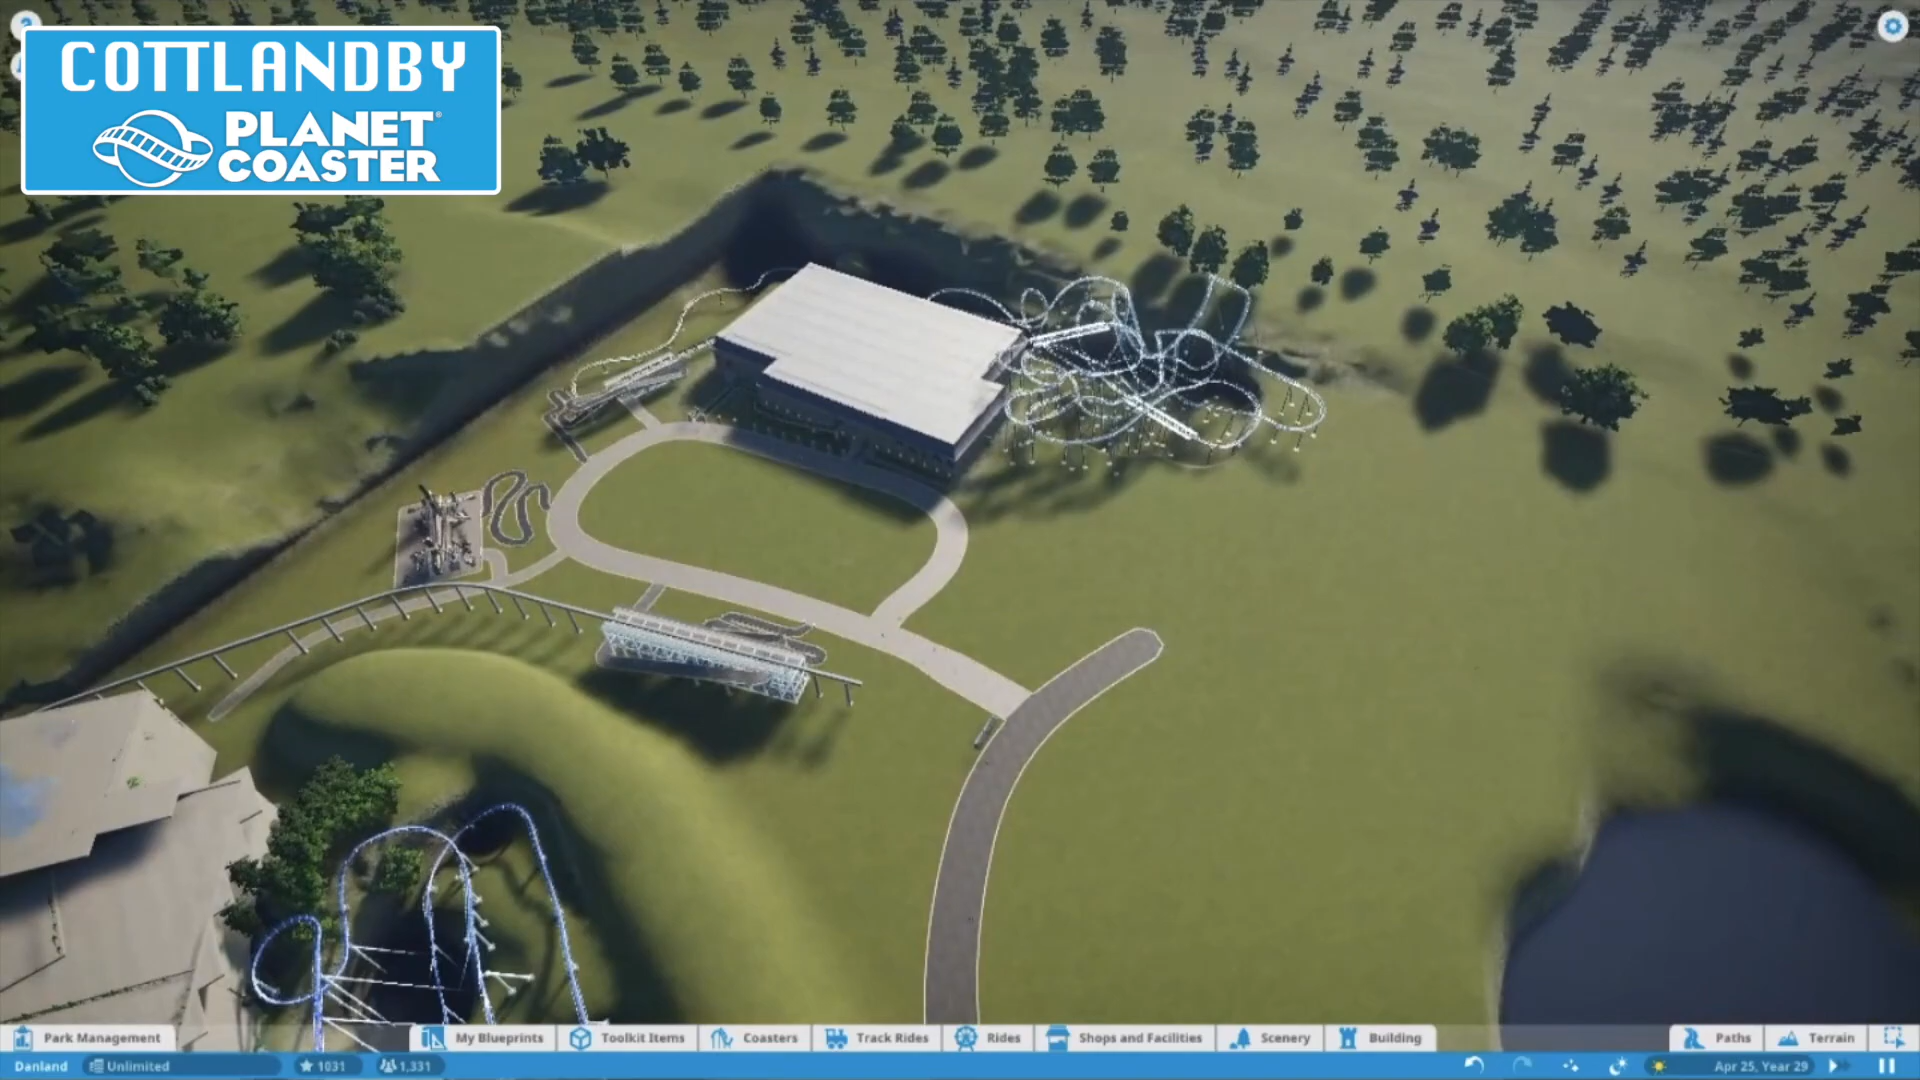 COTTLANDBY
PLANET
COASTER
Park Management
My Blueprints
Toolkit Items
Coasters
Track Rides
Rides
Shops and Facilities
Scenery
Building
Paths
Terrain
Danland
Unlimited
1031
1,331
Apr 25, Year 29